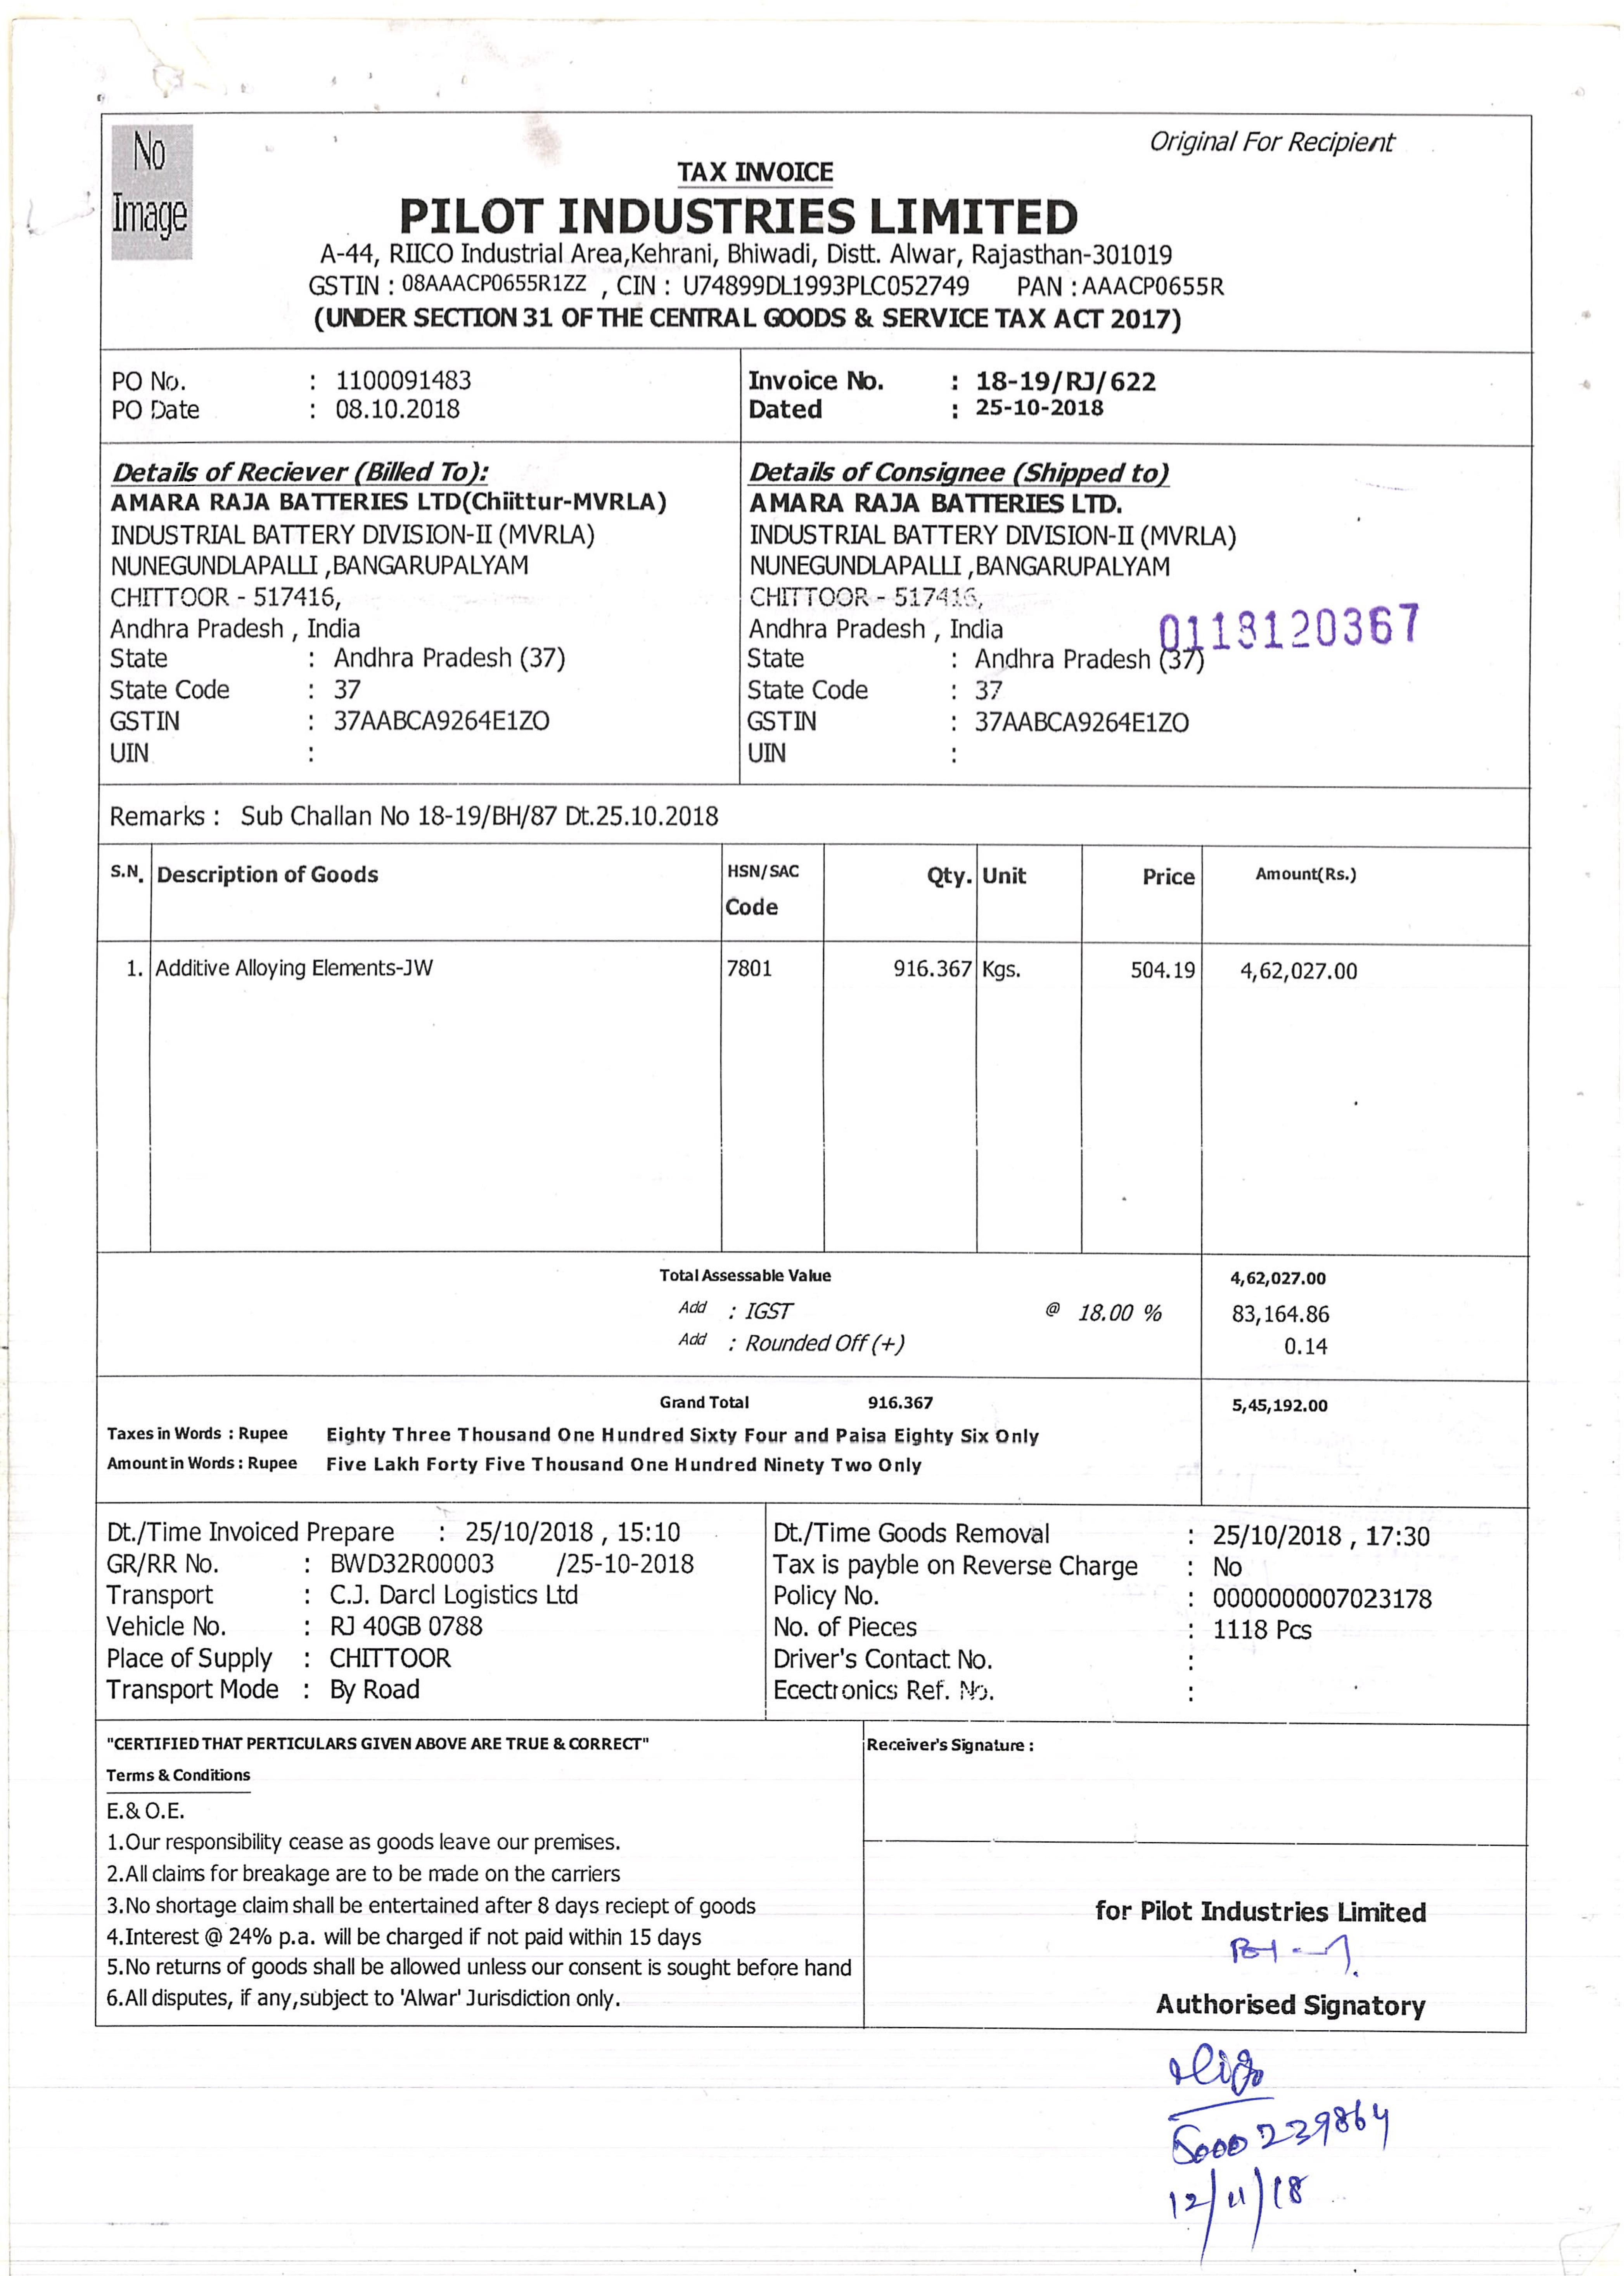 No
Image
Original For Recipient
TAX INVOICE
PILOT INDUSTRIES LIMITED
A-44, RIICO Industrial Area,Kehrani, Bhiwadi, Distt. Alwar, Rajasthan-301019
GSTIN : 08AAACP0655R1ZZ , CIN : U74899DL1993PLC052749 PAN : AAACP0655R
(UNDER SECTION 31 OF THE CENTRAL GOODS & SERVICE TAX ACT 2017)
PO No. : 1100091483
PO Date : 08.10.2018
Invoice No. : 18-19/RJ/622
Dated : 25-10-2018
Details of Reciever (Billed To):
AMARA RAJA BATTERIES LTD(Chiittur-MVRLA)
INDUSTRIAL BATTERY DIVISION-II (MVRLA)
NUNEGUNDLAPALLI ,BANGARUPALYAM
CHITTOOR - 517416,
Andhra Pradesh , India
State : Andhra Pradesh (37)
State Code : 37
GSTIN : 37AABCA9264E1ZO
UIN :
Details of Consignee (Shipped to)
AMARA RAJA BATTERIES LTD.
INDUSTRIAL BATTERY DIVISION-II (MVRLA)
NUNEGUNDLAPALLI ,BANGARUPALYAM
CHITTOOR - 517416,
Andhra Pradesh , India
0118120367
State : Andhra Pradesh (37)
State Code : 37
GSTIN : 37AABCA9264E1ZO
UIN :
Remarks : Sub Challan No 18-19/BH/87 Dt.25.10.2018
S.N. Description of Goods HSN/SAC Code Qty. Unit Price Amount(Rs.)
1. Additive Alloying Elements-JW 7801 916.367 Kgs. 504.19 4,62,027.00
Total Assessable Value 4,62,027.00
Add : IGST @ 18.00 % 83,164.86
Add : Rounded Off (+) 0.14
Grand Total 916.367 5,45,192.00
Taxes in Words : Rupee Eighty Three Thousand One Hundred Sixty Four and Paisa Eighty Six Only
Amount in Words : Rupee Five Lakh Forty Five Thousand One Hundred Ninety Two Only
Dt./Time Invoiced Prepare : 25/10/2018 , 15:10
GR/RR No. : BWD32R00003 /25-10-2018
Transport : C.J. Darcl Logistics Ltd
Vehicle No. : RJ 40GB 0788
Place of Supply : CHITTOOR
Transport Mode : By Road
Dt./Time Goods Removal : 25/10/2018 , 17:30
Tax is payble on Reverse Charge : No
Policy No. : 0000000007023178
No. of Pieces : 1118 Pcs
Driver's Contact No. :
Ecectronics Ref. No. :
"CERTIFIED THAT PERTICULARS GIVEN ABOVE ARE TRUE & CORRECT"
Terms & Conditions
E.& O.E.
1.Our responsibility cease as goods leave our premises.
2.All claims for breakage are to be made on the carriers
3.No shortage claim shall be entertained after 8 days reciept of goods
4.Interest @ 24% p.a. will be charged if not paid within 15 days
5.No returns of goods shall be allowed unless our consent is sought before hand
6.All disputes, if any,subject to 'Alwar' Jurisdiction only.
Receiver's Signature :
for Pilot Industries Limited
Authorised Signatory
5000239864
12/11/18